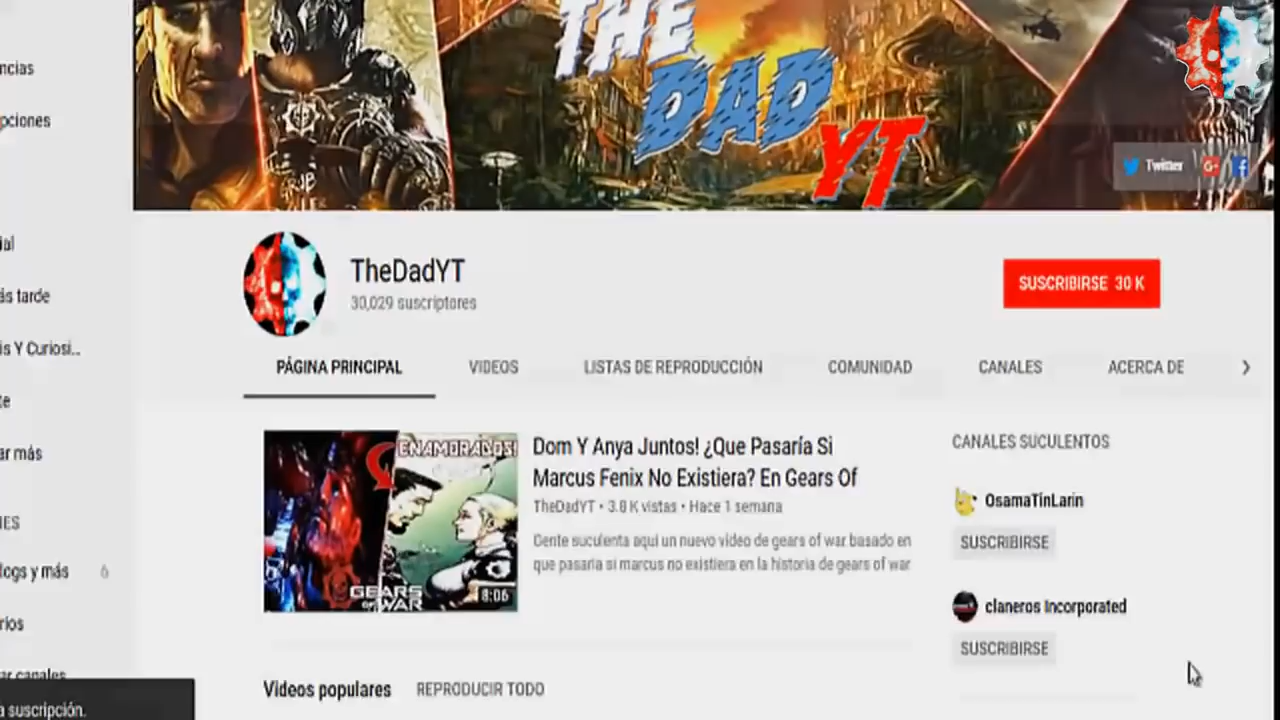 THE
DAD
YT
Twitter
TheDadYT
30,029 suscriptores
SUSCRIBIRSE 30 K
PÁGINA PRINCIPAL
VIDEOS
LISTAS DE REPRODUCCIÓN
COMUNIDAD
CANALES
ACERCA DE
ENAMORADOS!
GEARS
OF WAR
8:06
Dom Y Anya Juntos! ¿Que Pasaría Si
Marcus Fenix No Existiera? En Gears Of
TheDadYT • 3.8 K vistas • Hace 1 semana
Gente suculenta aqui un nuevo video de gears of war basado en
que pasaria si marcus no existiera en la historia de gears of war
CANALES SUCULENTOS
OsamaTinLarin
SUSCRIBIRSE
claneros Incorporated
SUSCRIBIRSE
Videos populares
REPRODUCIR TODO
ncias
pciones
ial
ás tarde
is Y Curiosi...
te
ar más
IES
logs y más 6
rios
ar canales
a suscripción.